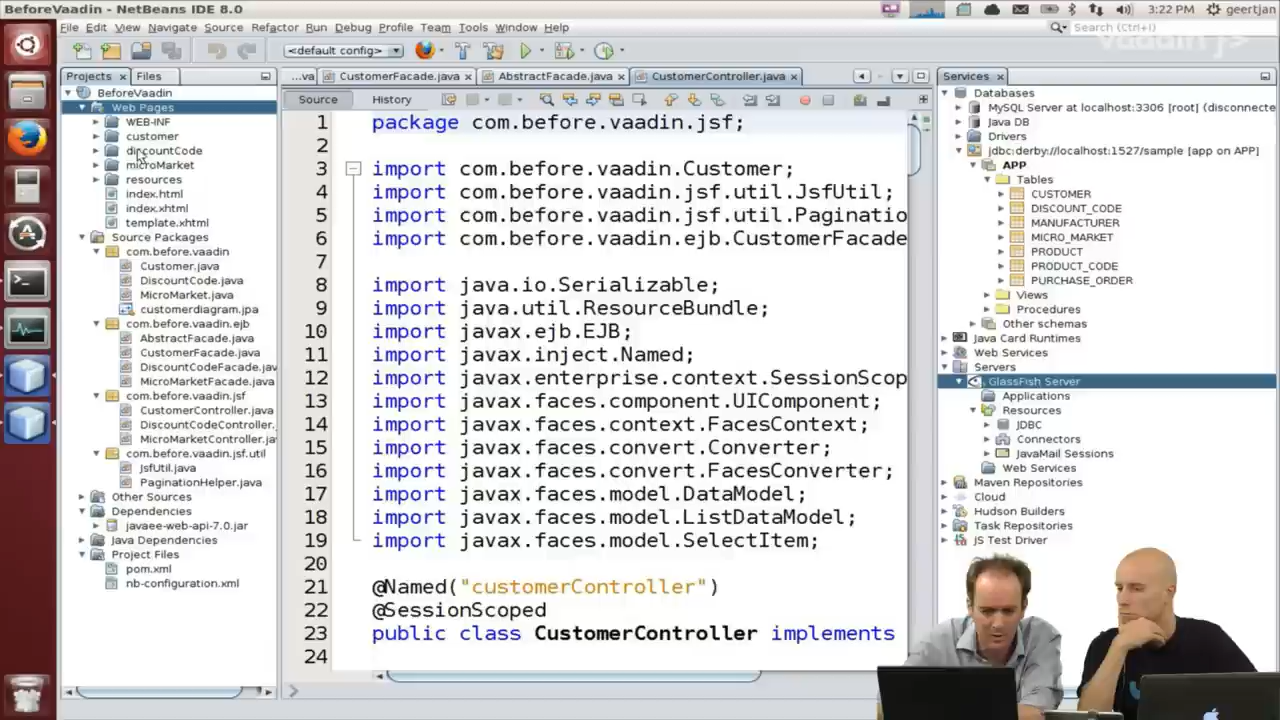 BeforeVaadin - NetBeans IDE 8.0
3:22 PM
geertjan
File Edit View Navigate Source Refactor Run Debug Profile Team Tools Window Help
Search (Ctrl+I)
vaadin }>
<default config>
Projects
Files
...va
CustomerFacade.java
AbstractFacade.java
CustomerController.java
Services
Source
History
BeforeVaadin
Web Pages
WEB-INF
customer
discountCode
microMarket
resources
index.html
index.xhtml
template.xhtml
Source Packages
com.before.vaadin
Customer.java
DiscountCode.java
MicroMarket.java
customerdiagram.jpa
com.before.vaadin.ejb
AbstractFacade.java
CustomerFacade.java
DiscountCodeFacade.jav
MicroMarketFacade.java
com.before.vaadin.jsf
CustomerController.java
DiscountCodeController.
MicroMarketController.ja
com.before.vaadin.jsf.util
JsfUtil.java
PaginationHelper.java
Other Sources
Dependencies
javaee-web-api-7.0.jar
Java Dependencies
Project Files
pom.xml
nb-configuration.xml
1 package com.before.vaadin.jsf;
2
3 import com.before.vaadin.Customer;
4 import com.before.vaadin.jsf.util.JsfUtil;
5 import com.before.vaadin.jsf.util.Paginatio
6 import com.before.vaadin.ejb.CustomerFacade
7
8 import java.io.Serializable;
9 import java.util.ResourceBundle;
10 import javax.ejb.EJB;
11 import javax.inject.Named;
12 import javax.enterprise.context.SessionScop
13 import javax.faces.component.UIComponent;
14 import javax.faces.context.FacesContext;
15 import javax.faces.convert.Converter;
16 import javax.faces.convert.FacesConverter;
17 import javax.faces.model.DataModel;
18 import javax.faces.model.ListDataModel;
19 import javax.faces.model.SelectItem;
20
21 @Named("customerController")
22 @SessionScoped
23 public class CustomerController implements
24
Databases
MySQL Server at localhost:3306 [root] (disconnecte
Java DB
Drivers
jdbc:derby://localhost:1527/sample [app on APP]
APP
Tables
CUSTOMER
DISCOUNT_CODE
MANUFACTURER
MICRO_MARKET
PRODUCT
PRODUCT_CODE
PURCHASE_ORDER
Views
Procedures
Other schemas
Java Card Runtimes
Web Services
Servers
GlassFish Server
Applications
Resources
JDBC
Connectors
JavaMail Sessions
Web Services
Maven Repositories
Cloud
Hudson Builders
Task Repositories
JS Test Driver